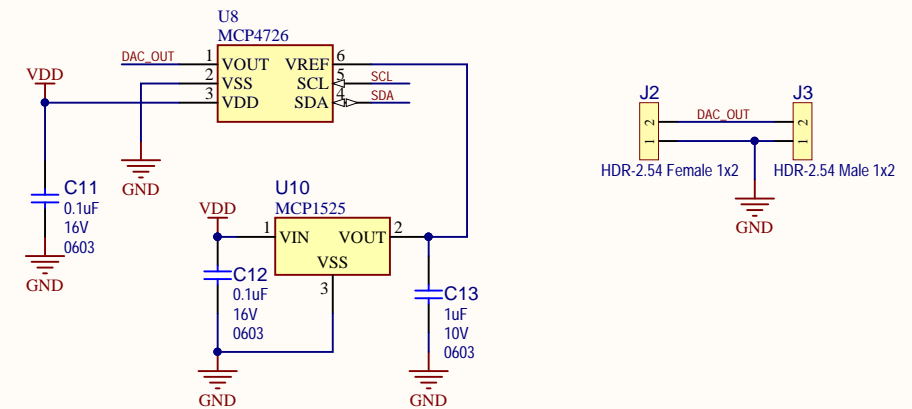 U8
MCP4726
DAC_OUT 1 VOUT VREF 6
2 VSS SCL 5 SCL
3 VDD SDA 4 SDA
VDD
GND
C11
0.1uF
16V
0603
GND
U10
MCP1525
VDD
1 VIN VOUT 2
VSS
3
C12
0.1uF
16V
0603
GND
C13
1uF
10V
0603
GND
J2
J3
2 DAC_OUT 2
1 1
HDR-2.54 Female 1x2
HDR-2.54 Male 1x2
GND